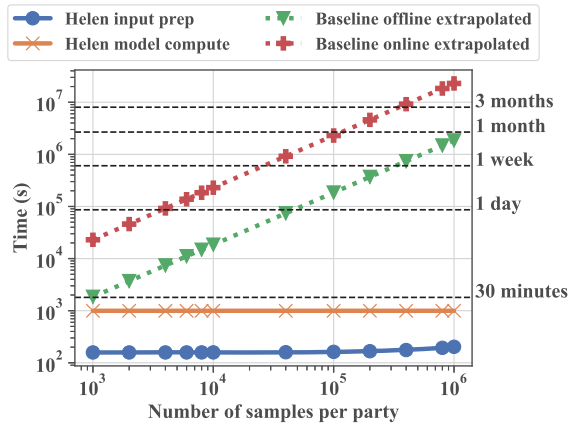 Helen input prep
Helen model compute
Baseline offline extrapolated
Baseline online extrapolated
10^7
10^6
10^5
10^4
10^3
10^2
Time (s)
3 months
1 month
1 week
1 day
30 minutes
10^3 10^4 10^5 10^6
Number of samples per party